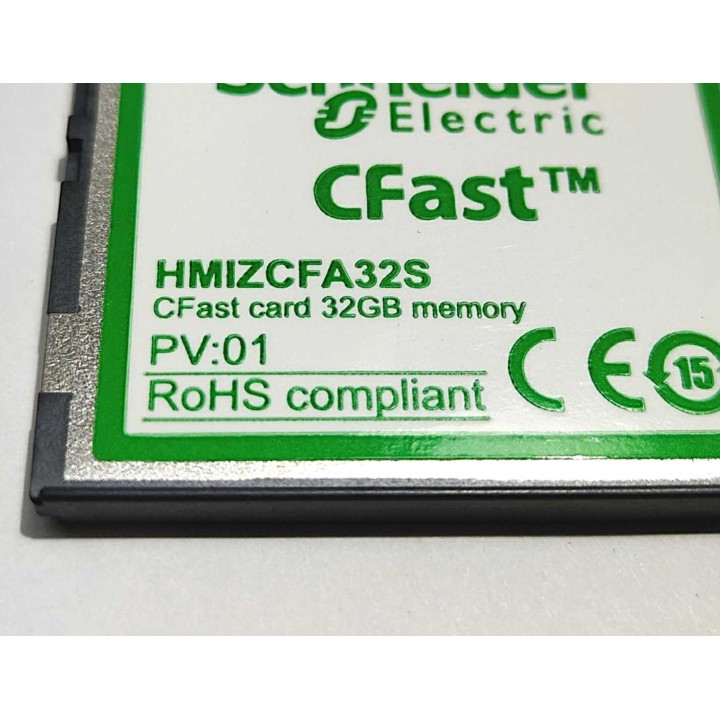 Schneider
Electric
CFast™
HMIZCFA32S
CFast card 32GB memory
PV:01
RoHS compliant
CE
15